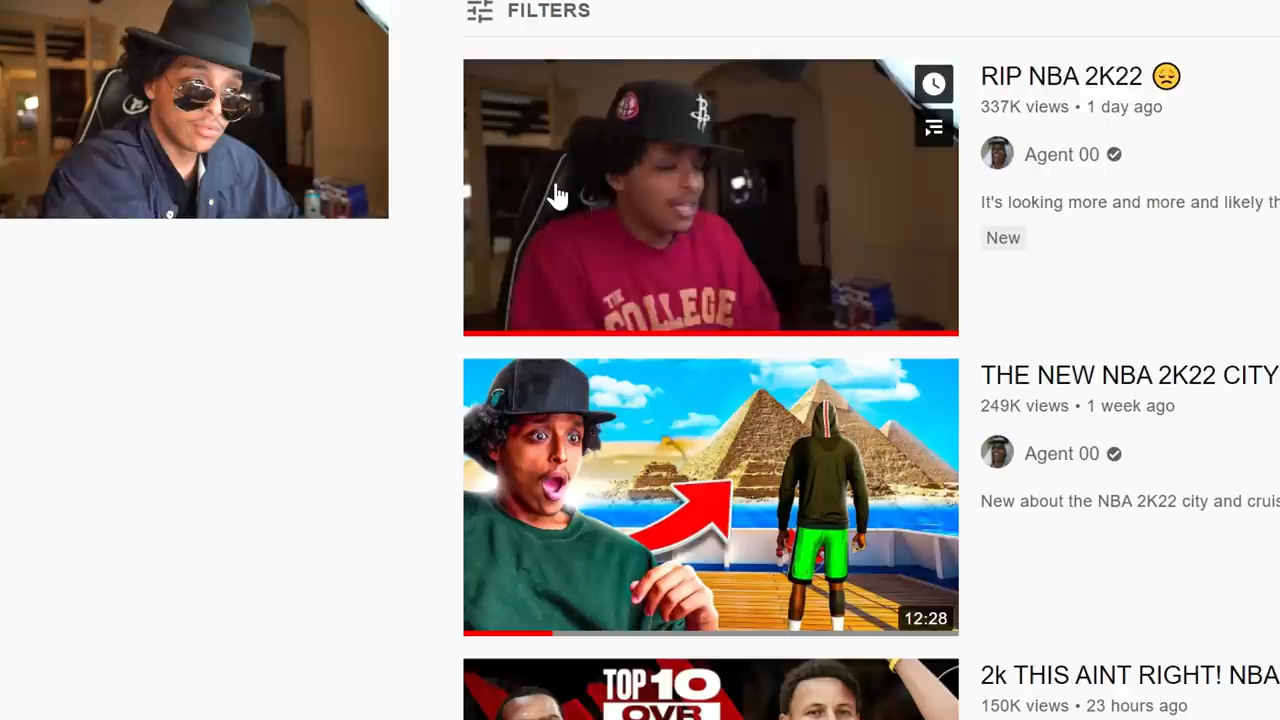 FILTERS
RIP NBA 2K22 😞
337K views • 1 day ago
Agent 00
It's looking more and more and likely th
New
THE
COLLEGE
THE NEW NBA 2K22 CITY
249K views • 1 week ago
Agent 00
New about the NBA 2K22 city and cruis
12:28
2k THIS AINT RIGHT! NBA
150K views • 23 hours ago
TOP 10
OVR